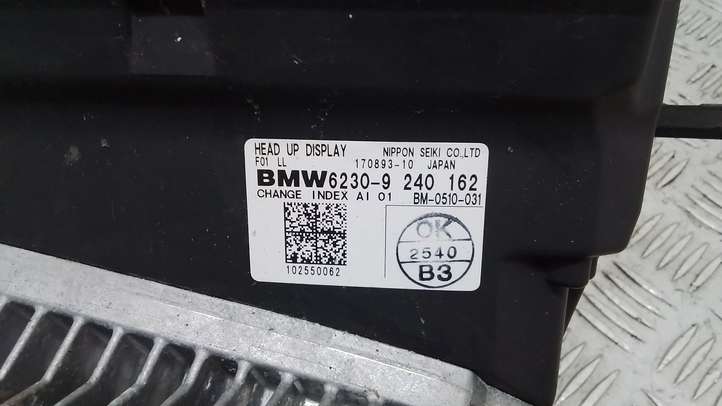 HEAD UP DISPLAY NIPPON SEIKI CO.,LTD
F01 LL 170893-10 JAPAN
BMW6230-9 240 162
CHANGE INDEX AI 01 BM-0510-031
OK
2540
B3
102550062